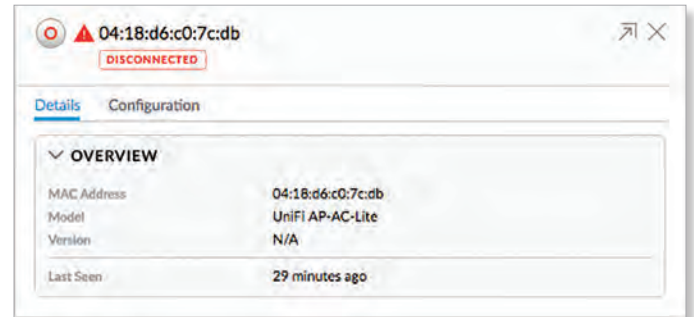 04:18:d6:c0:7c:db
DISCONNECTED
Details Configuration
OVERVIEW
MAC Address 04:18:d6:c0:7c:db
Model UniFi AP-AC-Lite
Version N/A
Last Seen 29 minutes ago